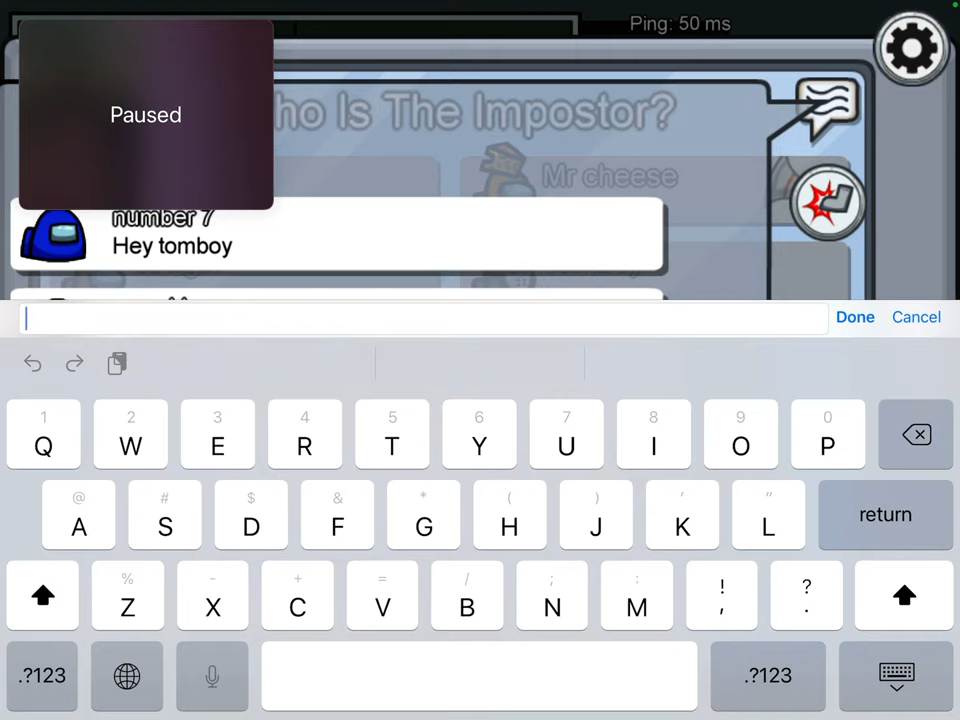 Ping: 50 ms
Paused
ho Is The Impostor?
Mr cheese
number 7
Hey tomboy
Done Cancel
1 2 3 4 5 6 7 8 9 0
Q W E R T Y U I O P
@ # $ & * ( ) ' "
A S D F G H J K L return
% - + = / ; : ! ?
Z X C V B N M , .
.?123 .?123